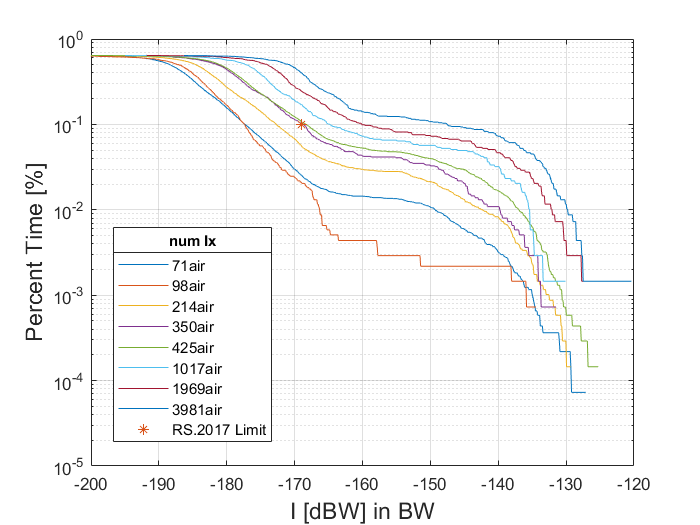 10^0
10^-1
10^-2
10^-3
10^-4
10^-5
Percent Time [%]
num Ix
71air
98air
214air
350air
425air
1017air
1969air
3981air
RS.2017 Limit
-200 -190 -180 -170 -160 -150 -140 -130 -120
I [dBW] in BW